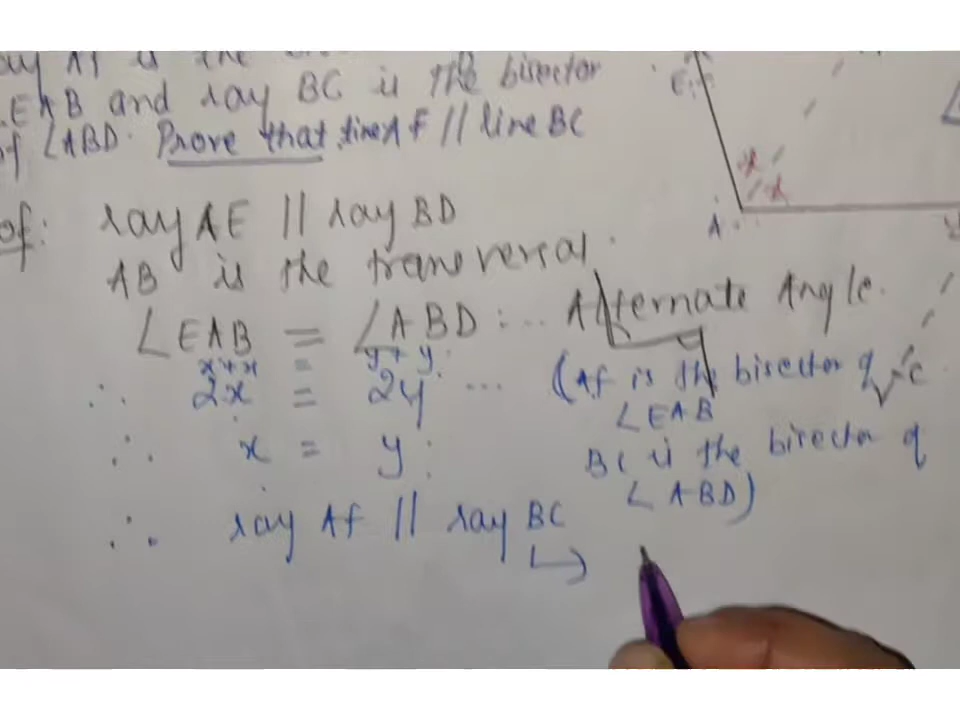 ray AF is the
∠EAB and ray BC is the bisector
of ∠ABD. Prove that line AF // line BC
E
x
x
A
of: ray AE // ray BD
AB is the transversal.
∠EAB = ∠ABD ... Alternate Angle.
x + x = y + y
∴ 2x = 2y ... (Af is the bisector of
∠EAB
C
∴ x = y
BC is the bisector of
∠ABD)
∴ ray Af // ray BC